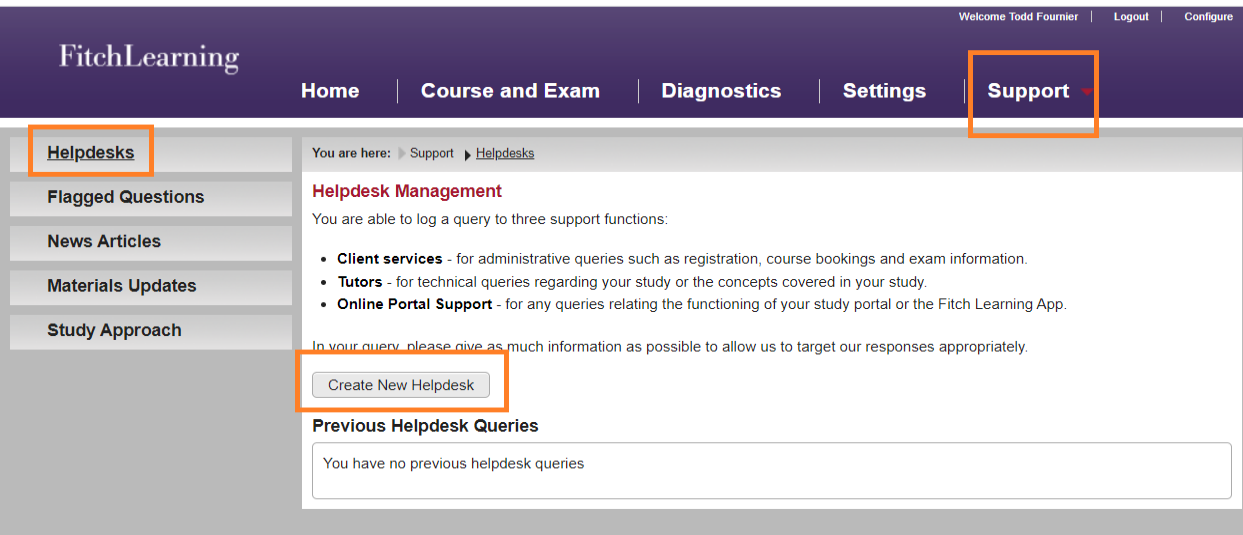 Welcome Todd Fournier | Logout | Configure
FitchLearning
Home | Course and Exam | Diagnostics | Settings | Support
Helpdesks
Flagged Questions
News Articles
Materials Updates
Study Approach
You are here: Support Helpdesks
Helpdesk Management
You are able to log a query to three support functions:
• Client services - for administrative queries such as registration, course bookings and exam information.
• Tutors - for technical queries regarding your study or the concepts covered in your study.
• Online Portal Support - for any queries relating the functioning of your study portal or the Fitch Learning App.
In your query, please give as much information as possible to allow us to target our responses appropriately.
Create New Helpdesk
Previous Helpdesk Queries
You have no previous helpdesk queries